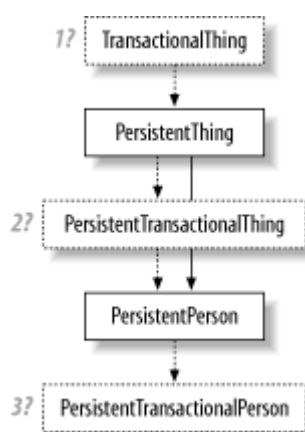 1? TransactionalThing
PersistentThing
2? PersistentTransactionalThing
PersistentPerson
3? PersistentTransactionalPerson